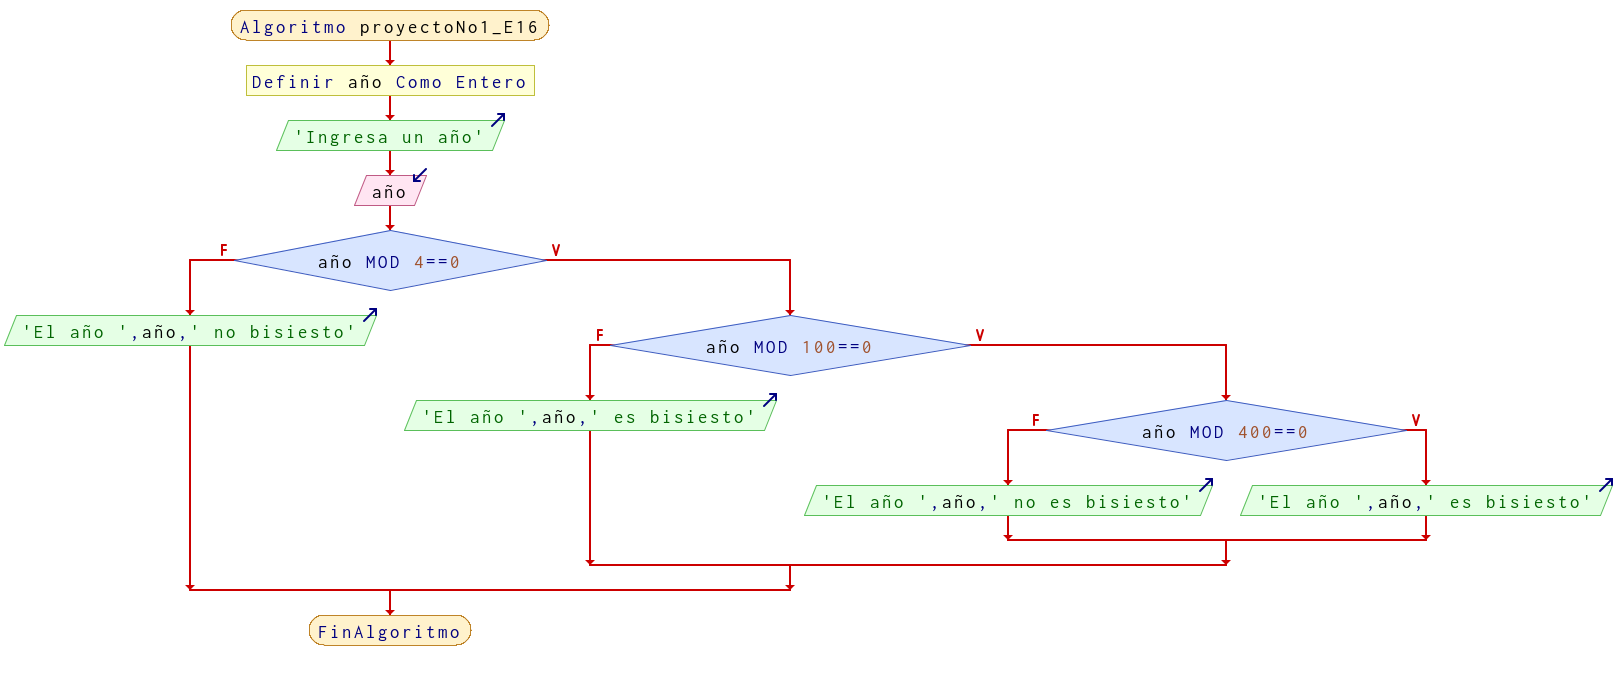 Algoritmo proyectoNo1_E16
Definir año Como Entero
'Ingresa un año'
año
F
V
año MOD 4==0
'El año ',año,' no bisiesto'
F
V
año MOD 100==0
'El año ',año,' es bisiesto'
F
V
año MOD 400==0
'El año ',año,' no es bisiesto'
'El año ',año,' es bisiesto'
FinAlgoritmo